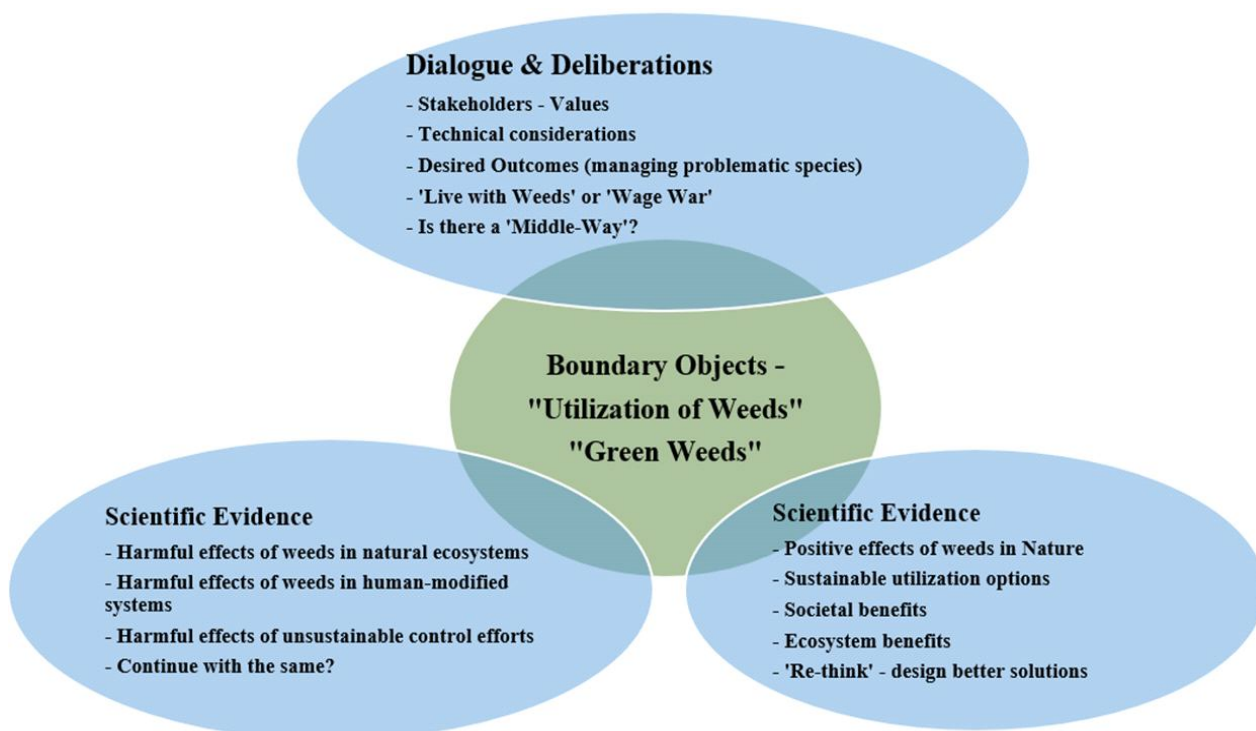 Dialogue & Deliberations
- Stakeholders - Values
- Technical considerations
- Desired Outcomes (managing problematic species)
- 'Live with Weeds' or 'Wage War'
- Is there a 'Middle-Way'?
Boundary Objects -
"Utilization of Weeds"
"Green Weeds"
Scientific Evidence
- Harmful effects of weeds in natural ecosystems
- Harmful effects of weeds in human-modified
systems
- Harmful effects of unsustainable control efforts
- Continue with the same?
Scientific Evidence
- Positive effects of weeds in Nature
- Sustainable utilization options
- Societal benefits
- Ecosystem benefits
- 'Re-think' - design better solutions